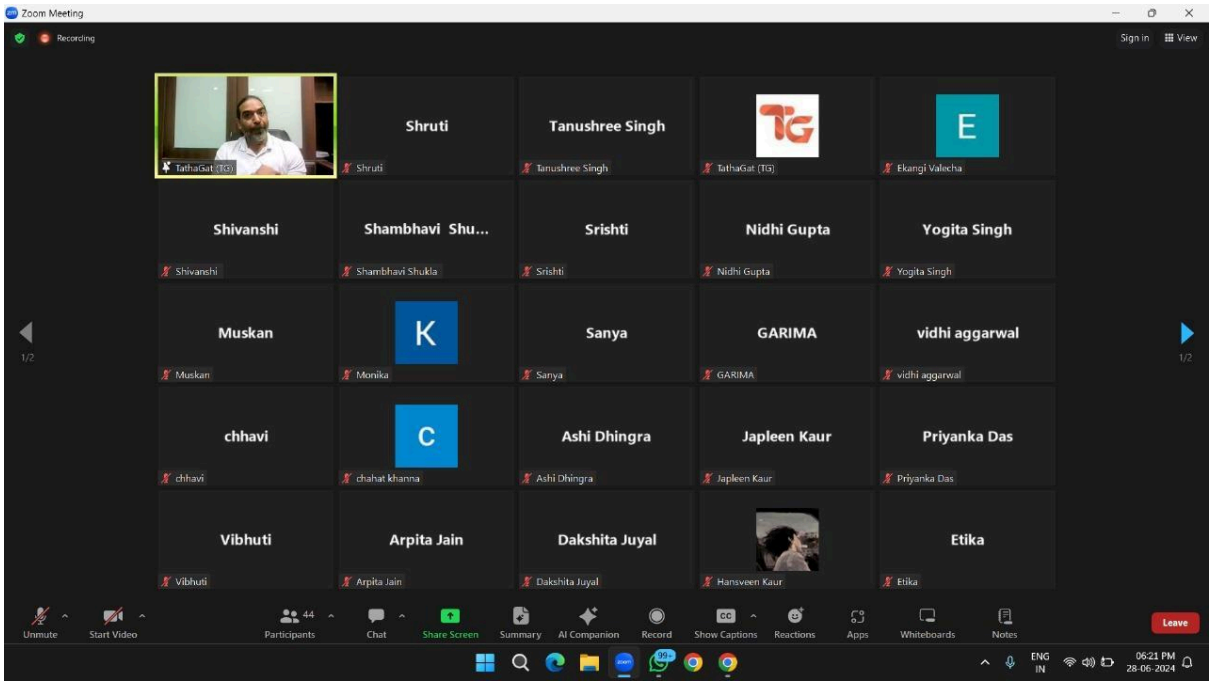 zm Zoom Meeting
Recording
Sign in View
TathaGat (TG)
Shruti
Shruti
Tanushree Singh
Tanushree Singh
TG
TathaGat (TG)
E
Ekangi Valecha
Shivanshi
Shivanshi
Shambhavi Shu...
Shambhavi Shukla
Srishti
Srishti
Nidhi Gupta
Nidhi Gupta
Yogita Singh
Yogita Singh
1/2
Muskan
Muskan
K
Monika
Sanya
Sanya
GARIMA
GARIMA
vidhi aggarwal
vidhi aggarwal
1/2
chhavi
chhavi
C
chahat khanna
Ashi Dhingra
Ashi Dhingra
Japleen Kaur
Japleen Kaur
Priyanka Das
Priyanka Das
Vibhuti
Vibhuti
Arpita Jain
Arpita Jain
Dakshita Juyal
Dakshita Juyal
Hansveen Kaur
Etika
Etika
Unmute
Start Video
44
Participants
Chat
Share Screen
Summary
AI Companion
Record
CC
Show Captions
Reactions
Apps
Whiteboards
Notes
Leave
zoom
99+
ENG
IN
06:21 PM
28-06-2024